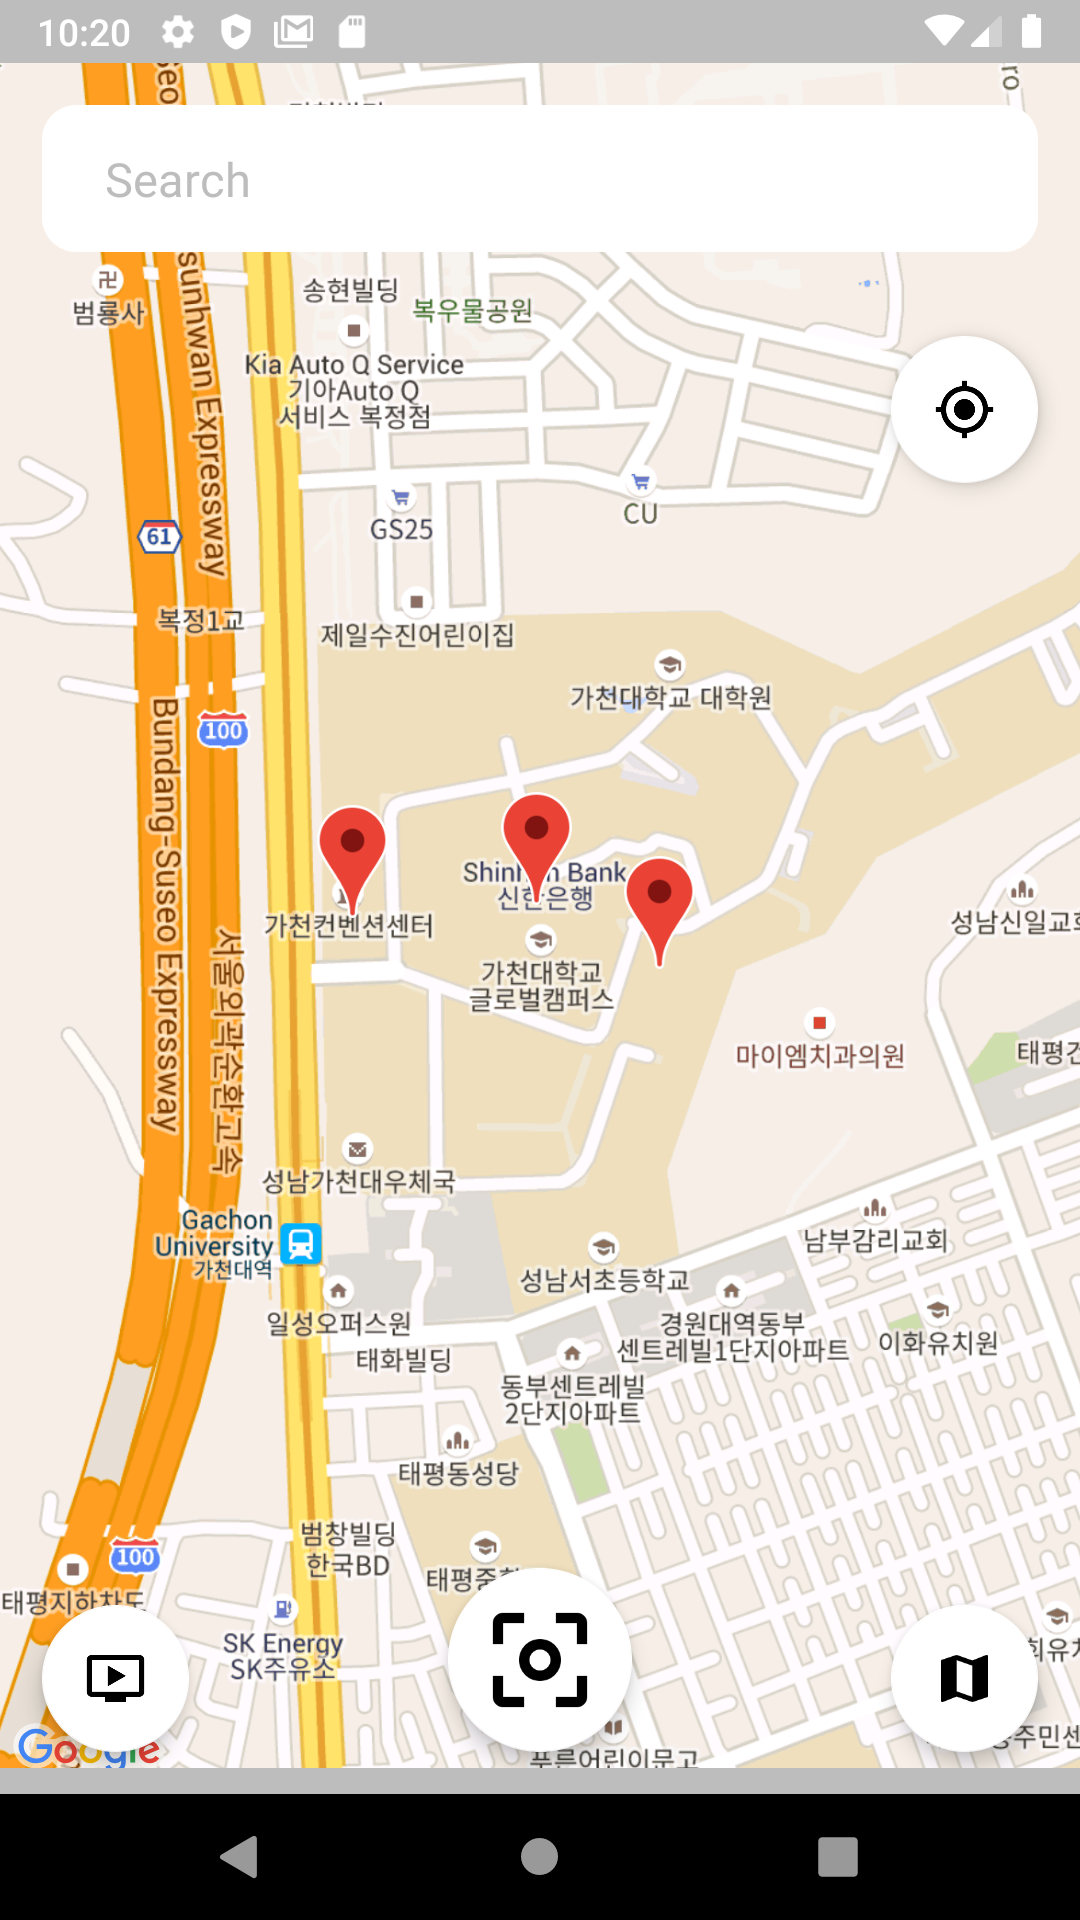 10:20
Seo
ro
Search
sunhwan Expressway
범룡사
송현빌딩
복우물공원
Kia Auto Q Service
기아Auto Q
서비스 복정점
GS25
CU
61
복정1교
제일수진어린이집
가천대학교 대학원
100
Bundang-Suseo Expressway
Shinhan Bank
신한은행
가천컨벤션센터
성남신일교회
가천대학교
글로벌캠퍼스
서울외곽순환고속
마이엠치과의원
성남가천대우체국
Gachon
University
가천대역
남부감리교회
성남서초등학교
일성오퍼스원
경원대역동부
센트레빌1단지아파트
이화유치원
태화빌딩
동부센트레빌
2단지아파트
태평동성당
범창빌딩
한국BD
100
태평지하차도
SK Energy
SK주유소
Google
푸른어린이문고